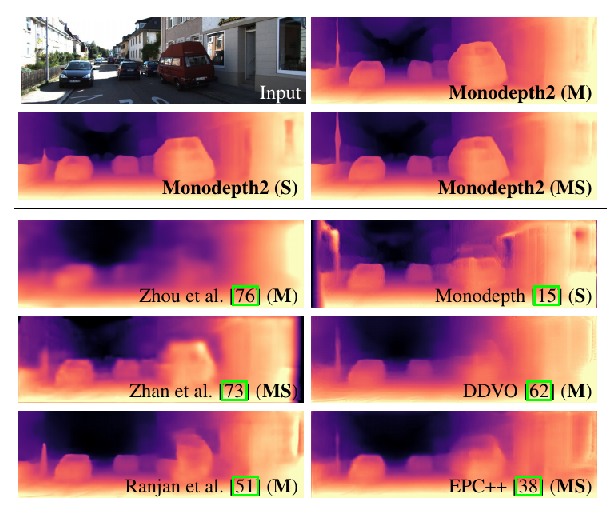 Input
Monodepth2 (M)
Monodepth2 (S)
Monodepth2 (MS)
Zhou et al. [76] (M)
Monodepth [15] (S)
Zhan et al. [73] (MS)
DDVO [62] (M)
Ranjan et al. [51] (M)
EPC++ [38] (MS)